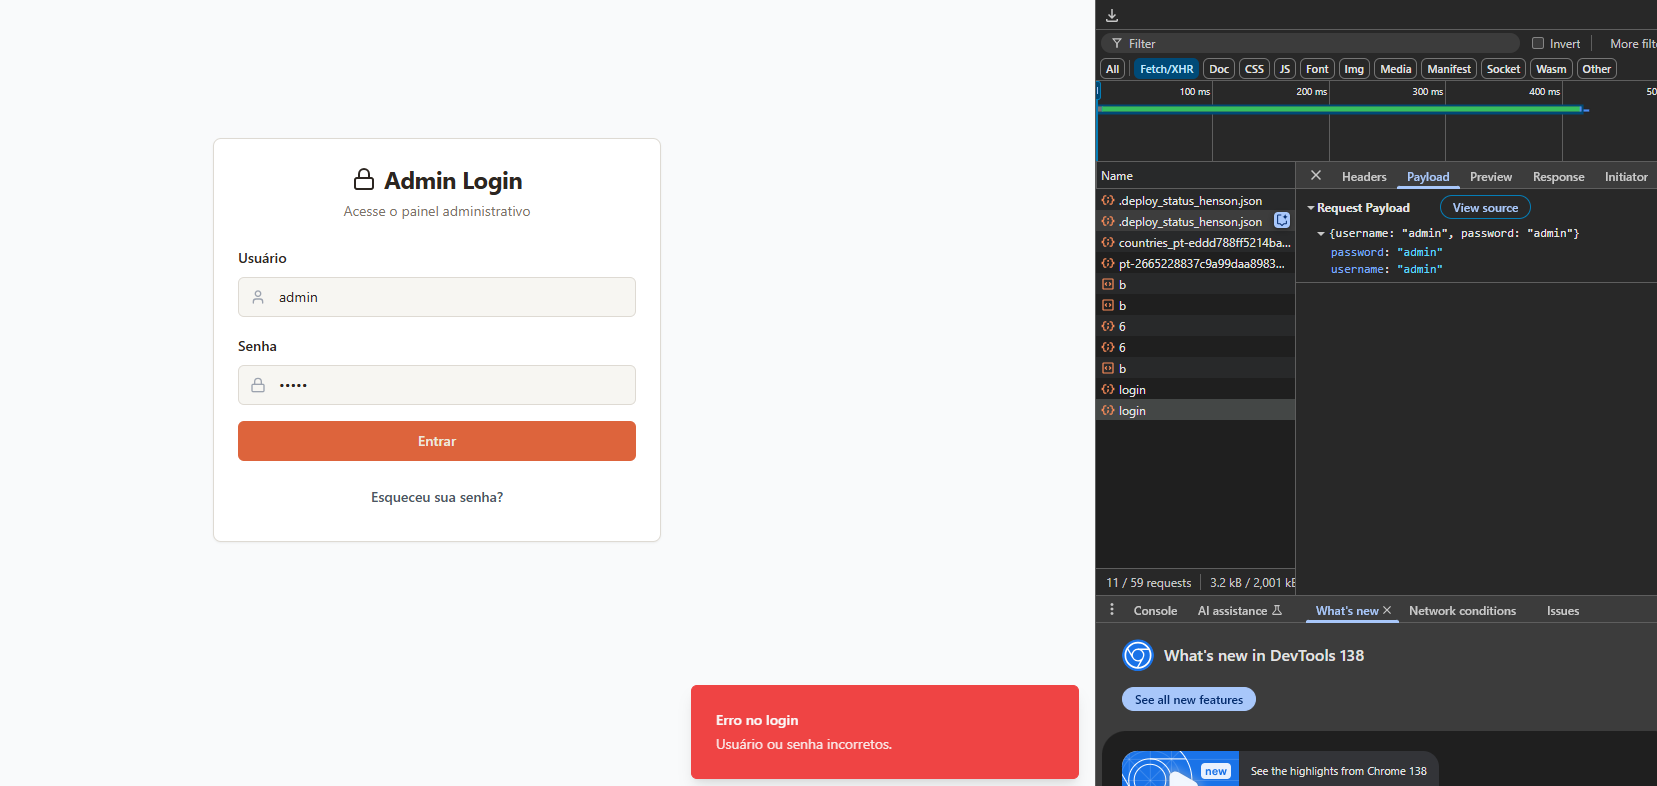 Admin Login
Acesse o painel administrativo
Usuário
admin
Senha
•••••
Entrar
Esqueceu sua senha?
Erro no login
Usuário ou senha incorretos.
Filter
Invert
More filt
All Fetch/XHR Doc CSS JS Font Img Media Manifest Socket Wasm Other
100 ms 200 ms 300 ms 400 ms 50
Name
.deploy_status_henson.json
.deploy_status_henson.json
countries_pt-eddd788ff5214ba...
pt-2665228837c9a99daa8983...
b
b
6
6
b
login
login
11 / 59 requests 3.2 kB / 2,001 kB
Headers Payload Preview Response Initiator
Request Payload View source
{username: "admin", password: "admin"}
password: "admin"
username: "admin"
Console AI assistance What's new Network conditions Issues
What's new in DevTools 138
See all new features
new
See the highlights from Chrome 138